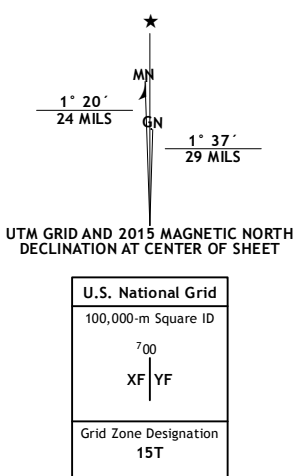 MN
1° 20´
24 MILS
GN
1° 37´
29 MILS
UTM GRID AND 2015 MAGNETIC NORTH
DECLINATION AT CENTER OF SHEET
U.S. National Grid
100,000-m Square ID
⁷00
XF YF
Grid Zone Designation
15T